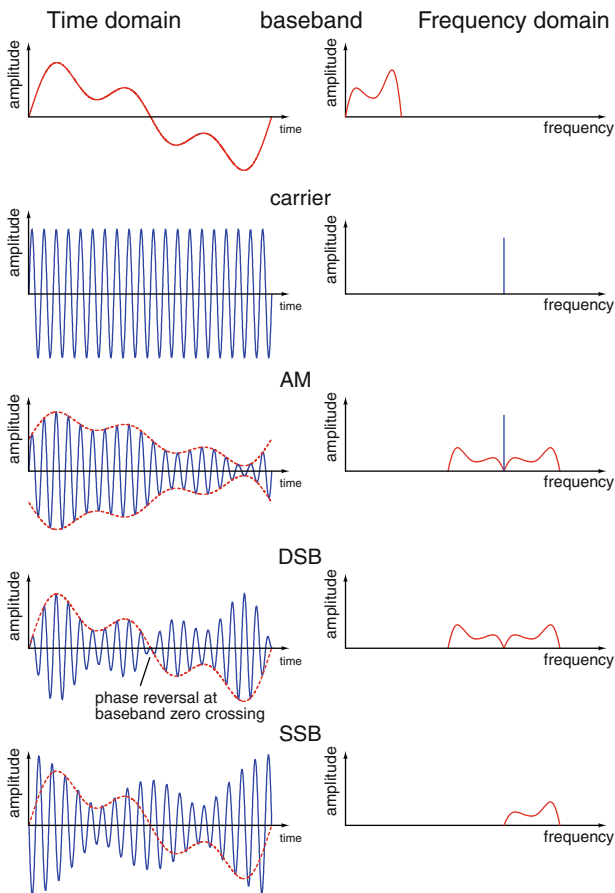 Time domain baseband Frequency domain
amplitude
time
amplitude
frequency
carrier
amplitude
time
amplitude
frequency
AM
amplitude
time
amplitude
frequency
DSB
amplitude
time
phase reversal at
baseband zero crossing
amplitude
frequency
SSB
amplitude
time
amplitude
frequency